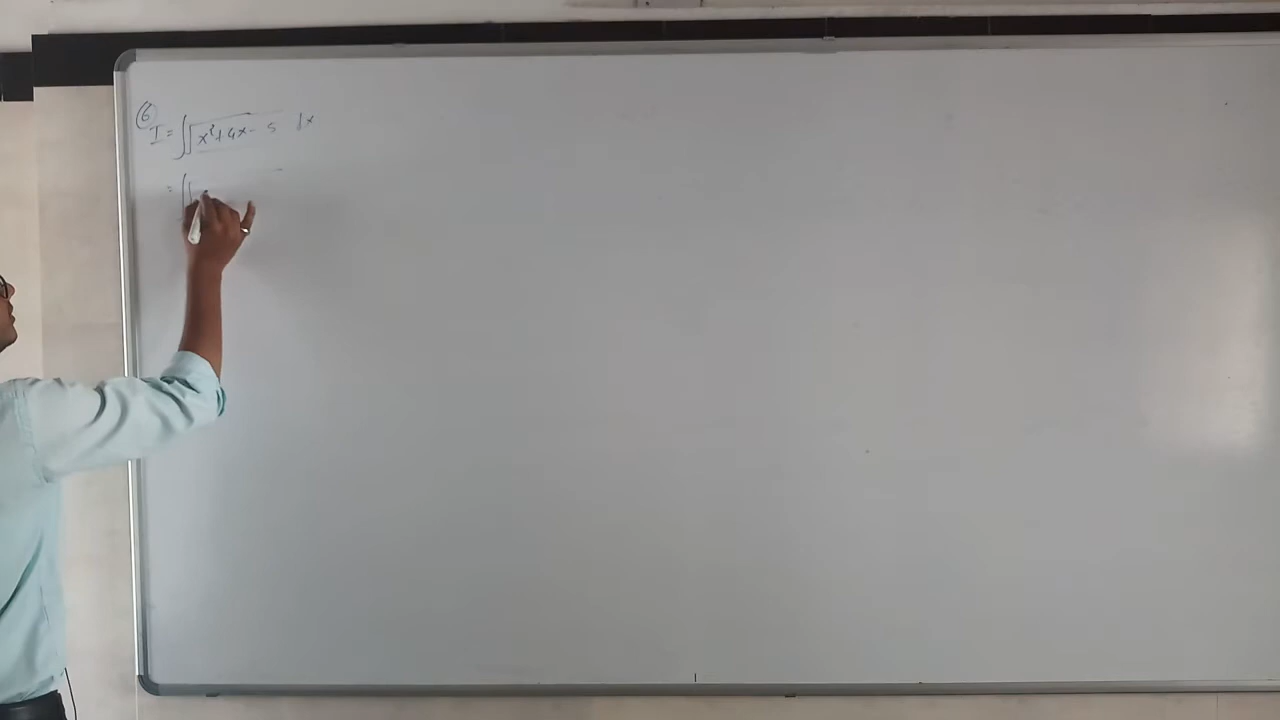 (6)
I = ∫√x²+4x- 5 dx
= ∫√